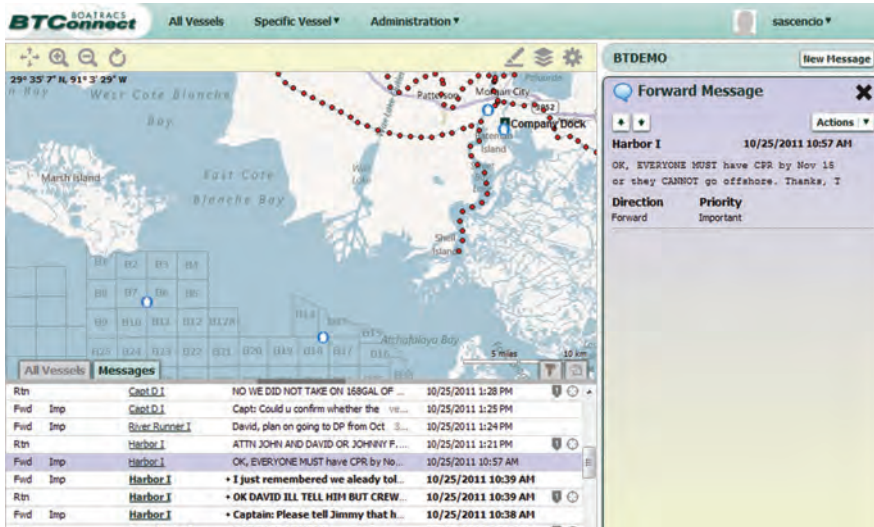 BOATRACS
BTConnect
All Vessels
Specific Vessel
Administration
sascencio
29° 35' 7" N, 91° 3' 29" W
West Cote Blanche
Bay
Patterson
Morgan City
Company Dock
Island
Marsh Island
East Cote
Blanche Bay
Shell
Island
B2
B3
B7
B6
B10
Atchafalaya Bay
5 miles
10 km
All Vessels
Messages
Rtn Capt D I NO WE DID NOT TAKE ON 168GAL OF ... 10/25/2011 1:28 PM
Fwd Imp Capt D I Capt: Could u confirm whether the ve... 10/25/2011 1:25 PM
Fwd Imp River Runner I David, plan on going to DP from Oct 3... 10/25/2011 1:24 PM
Rtn Harbor I ATTN JOHN AND DAVID OR JOHNNY F.... 10/25/2011 1:21 PM
Fwd Imp Harbor I OK, EVERYONE MUST have CPR by No... 10/25/2011 10:57 AM
Fwd Imp Harbor I • I just remembered we aleady tol... 10/25/2011 10:39 AM
Rtn Harbor I • OK DAVID ILL TELL HIM BUT CREW... 10/25/2011 10:39 AM
Fwd Imp Harbor I • Captain: Please tell Jimmy that h... 10/25/2011 10:38 AM
BTDEMO
New Message
Forward Message
Actions
Harbor I 10/25/2011 10:57 AM
OK, EVERYONE MUST have CPR by Nov 15
or they CANNOT go offshore. Thanks, T
Direction Priority
Forward Important